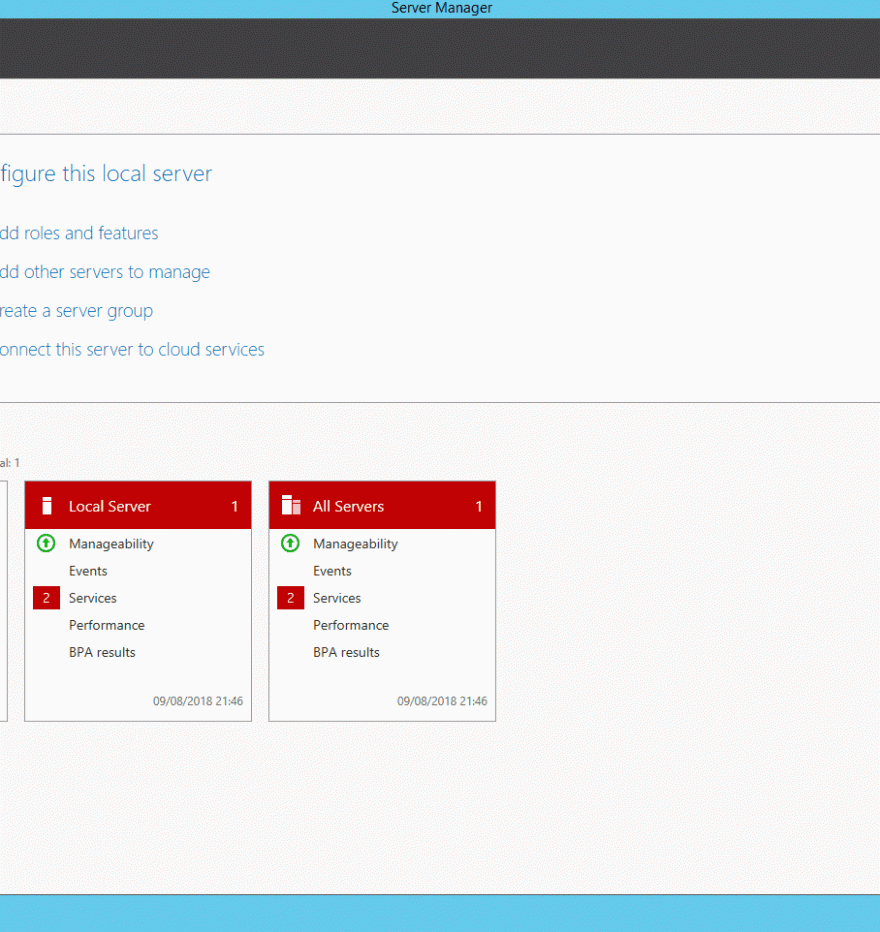 Server Manager
figure this local server
dd roles and features
dd other servers to manage
reate a server group
onnect this server to cloud services
al: 1
Local Server 1
Manageability
Events
2 Services
Performance
BPA results
09/08/2018 21:46
All Servers 1
Manageability
Events
2 Services
Performance
BPA results
09/08/2018 21:46